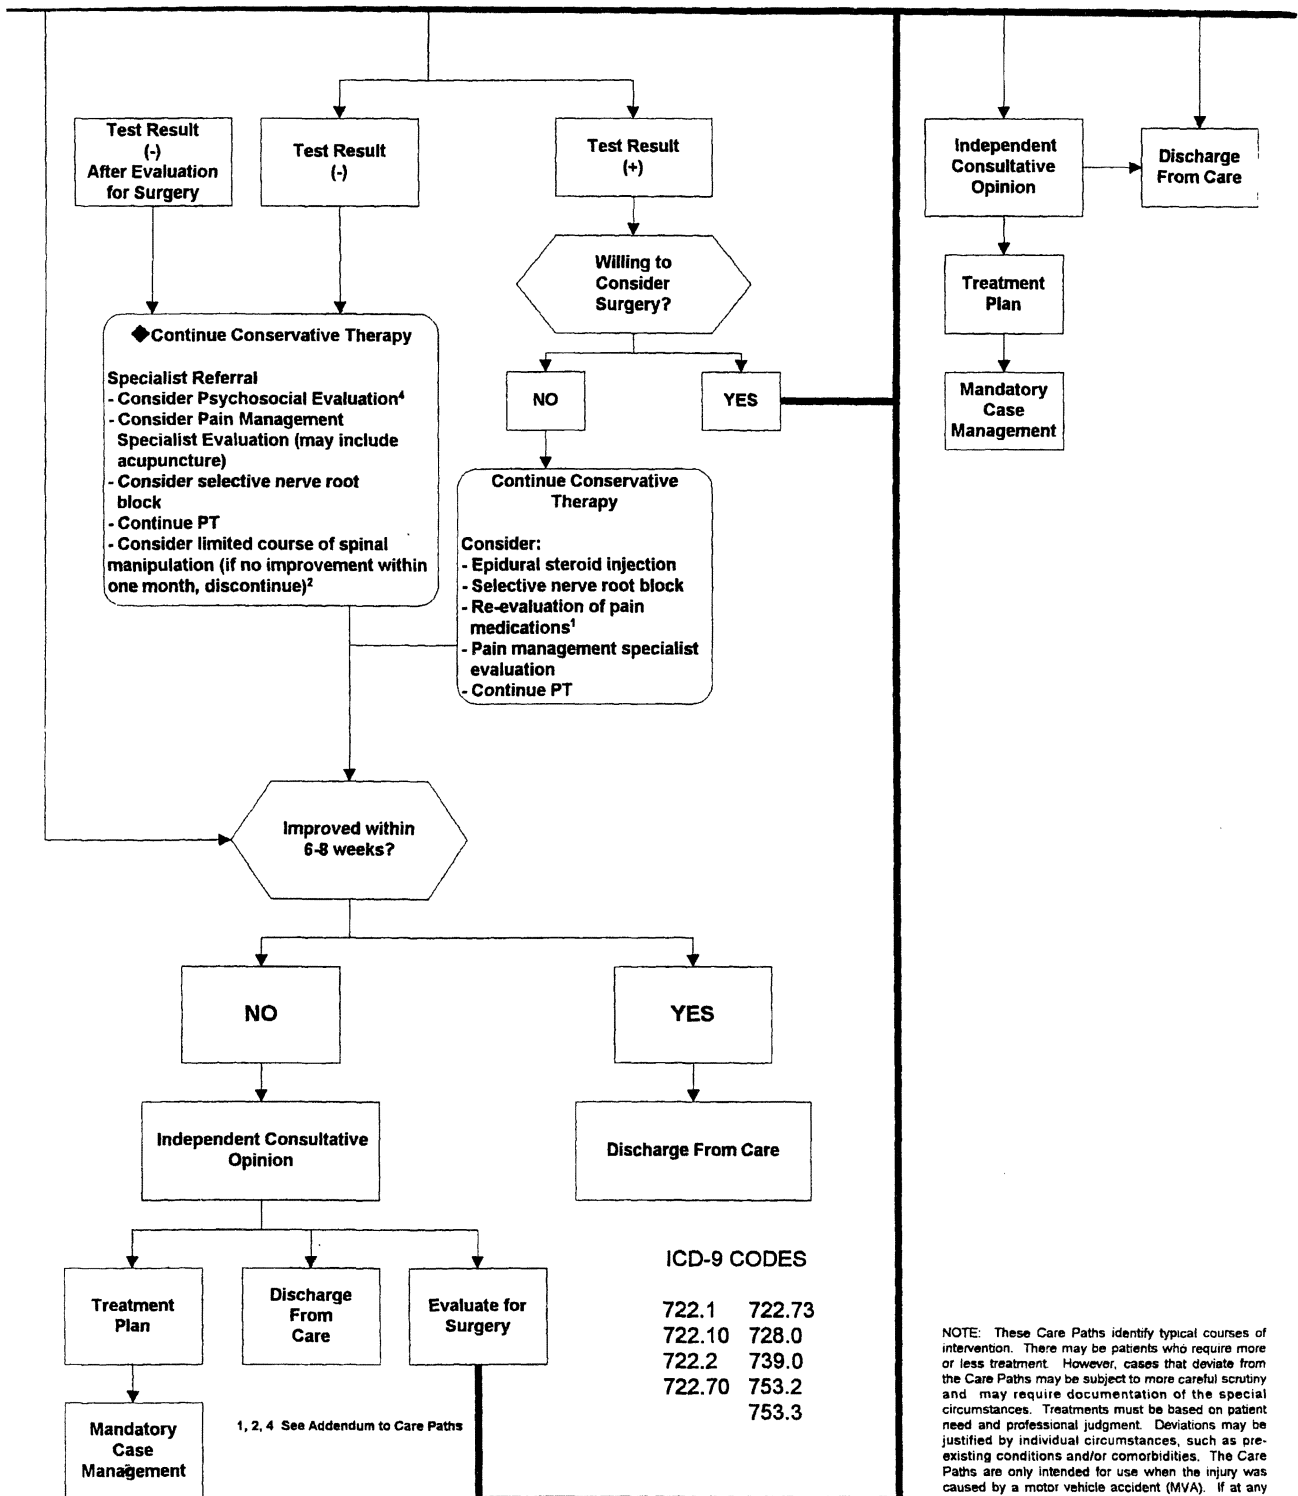 Test Result
(-)
After Evaluation
for Surgery
Test Result
(-)
Test Result
(+)
Independent
Consultative
Opinion
Discharge
From Care
Willing to
Consider
Surgery?
Treatment
Plan
◆Continue Conservative Therapy
Specialist Referral
- Consider Psychosocial Evaluation⁴
- Consider Pain Management
Specialist Evaluation (may include
acupuncture)
- Consider selective nerve root
block
- Continue PT
- Consider limited course of spinal
manipulation (if no improvement within
one month, discontinue)²
NO
YES
Mandatory
Case
Management
Continue Conservative
Therapy
Consider:
- Epidural steroid injection
- Selective nerve root block
- Re-evaluation of pain
medications¹
- Pain management specialist
evaluation
- Continue PT
Improved within
6-8 weeks?
NO
YES
Independent Consultative
Opinion
Discharge From Care
Treatment
Plan
Discharge
From
Care
Evaluate for
Surgery
Mandatory
Case
Management
1, 2, 4 See Addendum to Care Paths
ICD-9 CODES
722.1 722.73
722.10 728.0
722.2 739.0
722.70 753.2
753.3
NOTE: These Care Paths identify typical courses of
intervention. There may be patients who require more
or less treatment. However, cases that deviate from
the Care Paths may be subject to more careful scrutiny
and may require documentation of the special
circumstances. Treatments must be based on patient
need and professional judgment. Deviations may be
justified by individual circumstances, such as pre-
existing conditions and/or comorbidities. The Care
Paths are only intended for use when the injury was
caused by a motor vehicle accident (MVA). If at any